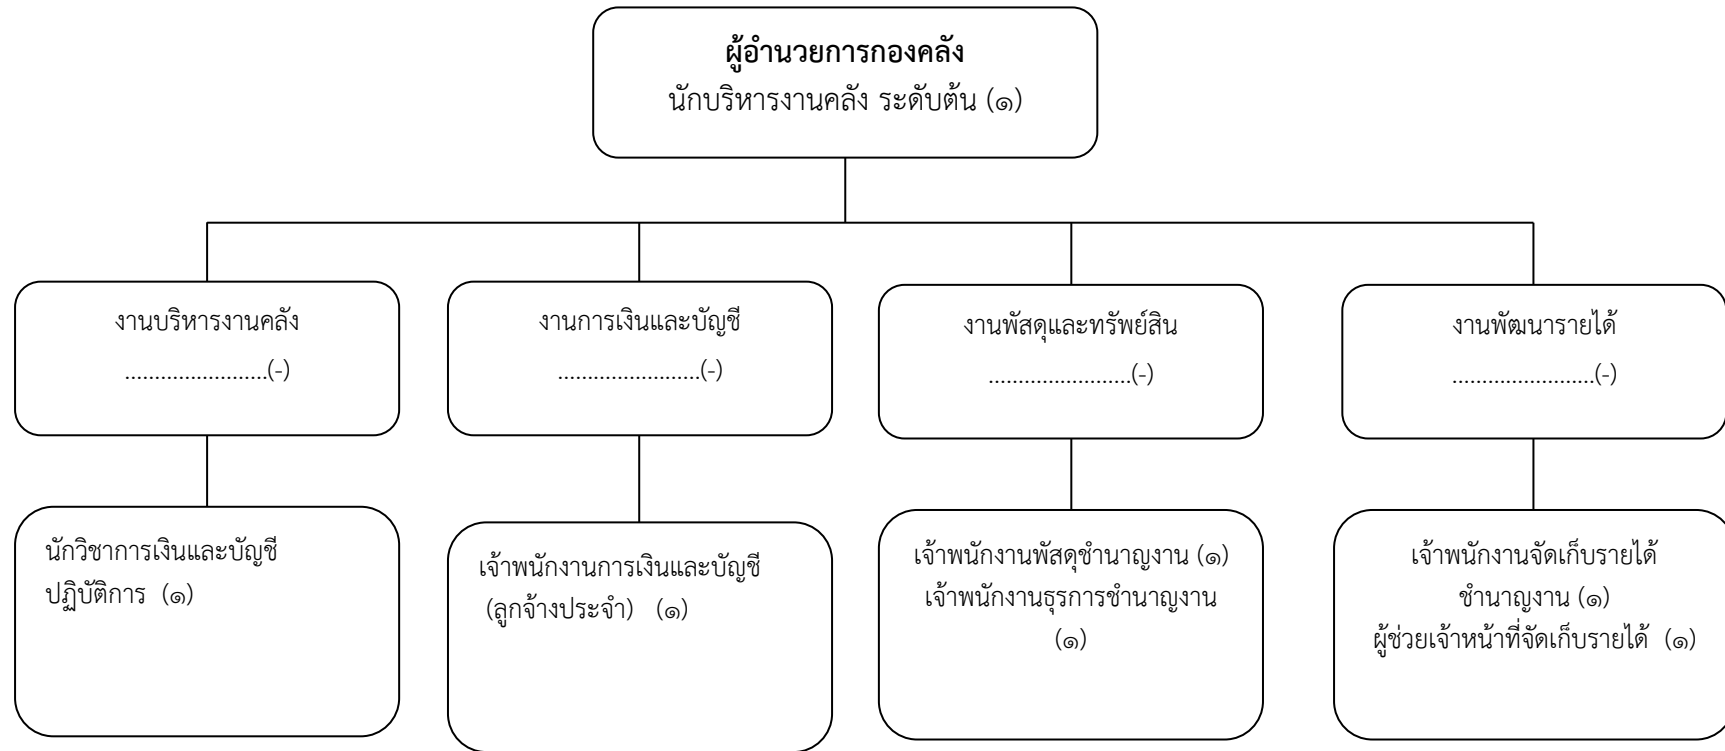 ผู้อำนวยการกองคลัง
นักบริหารงานคลัง ระดับต้น (๑)
งานบริหารงานคลัง
........................(-)
งานการเงินและบัญชี
........................(-)
งานพัสดุและทรัพย์สิน
........................(-)
งานพัฒนารายได้
........................(-)
นักวิชาการเงินและบัญชี
ปฏิบัติการ (๑)
เจ้าพนักงานการเงินและบัญชี
(ลูกจ้างประจำ) (๑)
เจ้าพนักงานพัสดุชำนาญงาน (๑)
เจ้าพนักงานธุรการชำนาญงาน
(๑)
เจ้าพนักงานจัดเก็บรายได้
ชำนาญงาน (๑)
ผู้ช่วยเจ้าหน้าที่จัดเก็บรายได้ (๑)